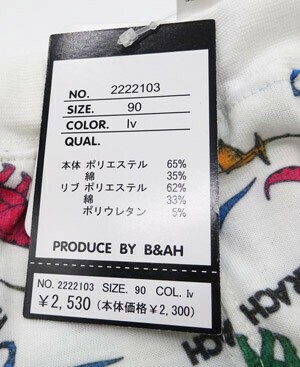 NO. 2222103
SIZE. 90
COLOR. lv
QUAL.
本体 ポリエステル 65%
綿 35%
リブ ポリエステル 62%
綿 33%
ポリウレタン 5%
PRODUCE BY B&AH
NO. 2222103 SIZE. 90 COL. lv
¥2,530 (本体価格¥2,300)
RACH